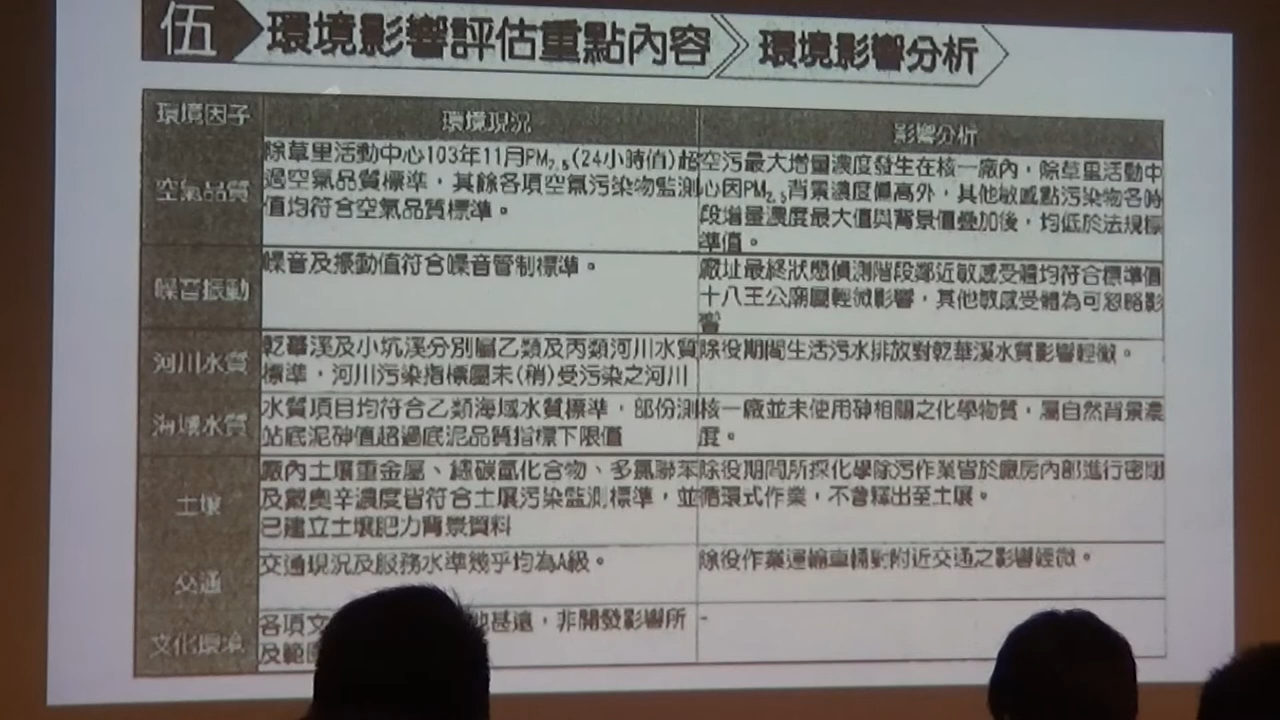 伍 環境影響評估重點內容 環境影響分析
環境因子 環境現況 影響分析
空氣品質
除草里活動中心103年11月PM2.5(24小時值)超
過空氣品質標準，其餘各項空氣污染物監測
值均符合空氣品質標準。
空污最大增量濃度發生在核一廠內，除草里活動中
心因PM2.5背景濃度偏高外，其他敏感點污染物各時
段增量濃度最大值與背景值疊加後，均低於法規標
準值。
噪音振動
噪音及振動值符合噪音管制標準。
廠址最終狀態偵測階段鄰近敏感受體均符合標準值
十八王公廟屬輕微影響，其他敏感受體為可忽略影
響
河川水質
乾華溪及小坑溪分別屬乙類及丙類河川水質
標準，河川污染指標屬未(稍)受污染之河川
除役期間生活污水排放對乾華溪水質影響輕微。
海域水質
水質項目均符合乙類海域水質標準，部份測
站底泥砷值超過底泥品質指標下限值
核一廠並未使用砷相關之化學物質，屬自然背景濃
度。
土壤
廠內土壤重金屬、總碳氫化合物、多氯聯苯
及戴奧辛濃度皆符合土壤污染監測標準，並
已建立土壤肥力背景資料
除役期間所採化學除污作業皆於廠房內部進行密閉
循環式作業，不會釋出至土壤。
交通
交通現況及服務水準幾乎均為A級。
除役作業運輸車輛對附近交通之影響輕微。
文化環境
各項文 甚遠，非開發影響所
及範
-